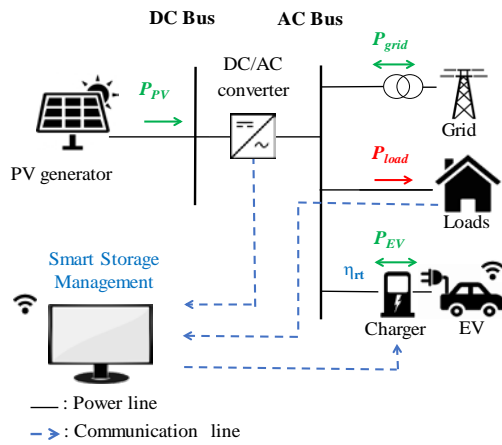 DC Bus
AC Bus
P_grid
P_PV
DC/AC
converter
Grid
PV generator
P_load
Loads
Smart Storage
Management
P_EV
η_rt
Charger
EV
: Power line
: Communication line